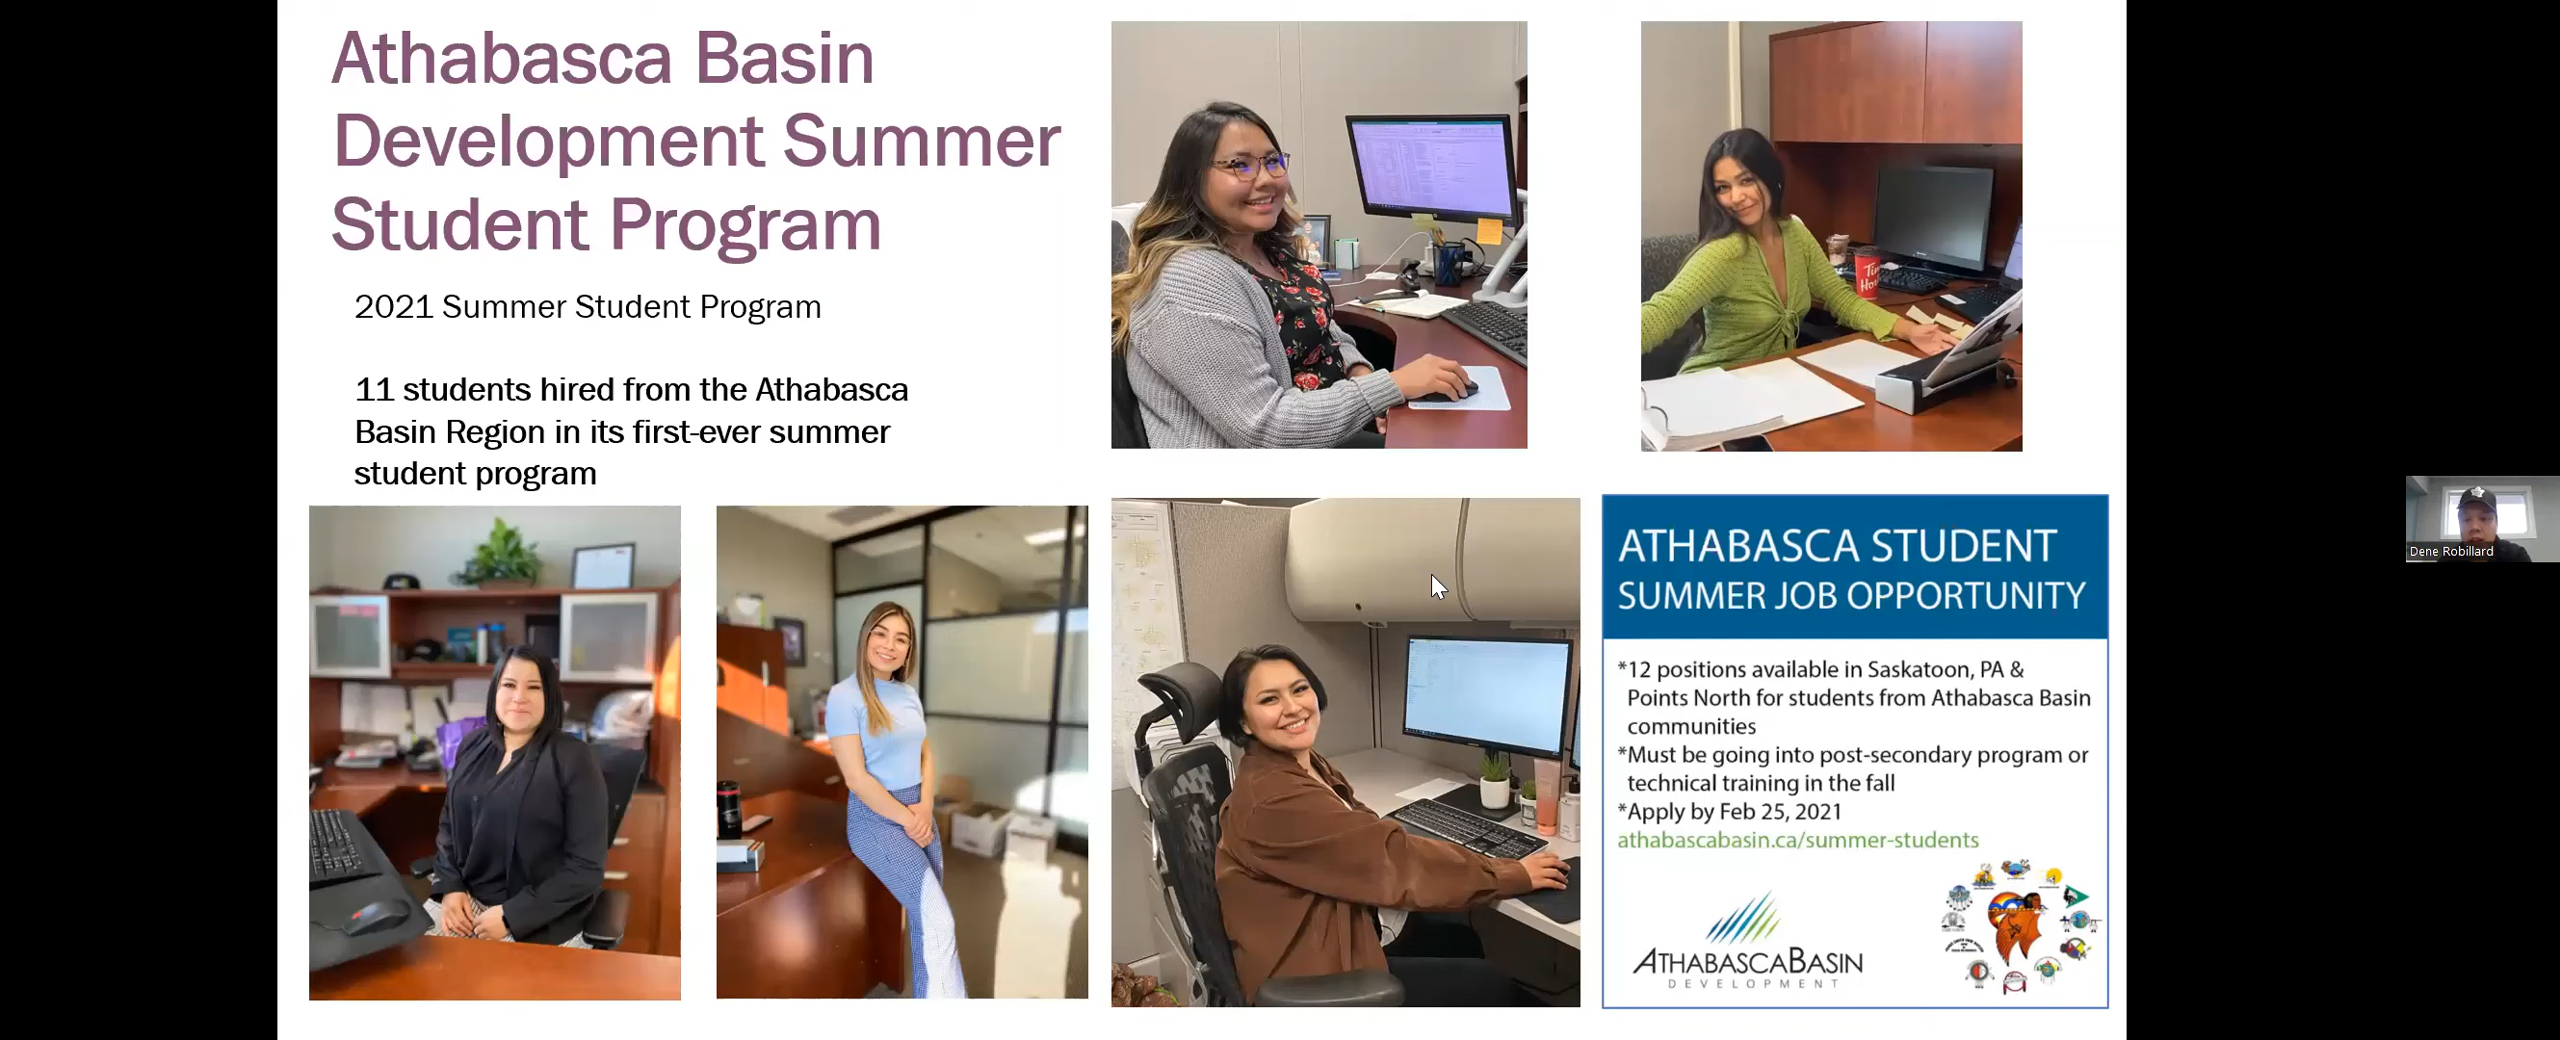 Athabasca Basin
Development Summer
Student Program
2021 Summer Student Program
11 students hired from the Athabasca
Basin Region in its first-ever summer
student program
Tim
Ho
Dene Robillard
ATHABASCA STUDENT
SUMMER JOB OPPORTUNITY
*12 positions available in Saskatoon, PA &
Points North for students from Athabasca Basin
communities
*Must be going into post-secondary program or
technical training in the fall
*Apply by Feb 25, 2021
athabascabasin.ca/summer-students
ATHABASCABASIN
DEVELOPMENT